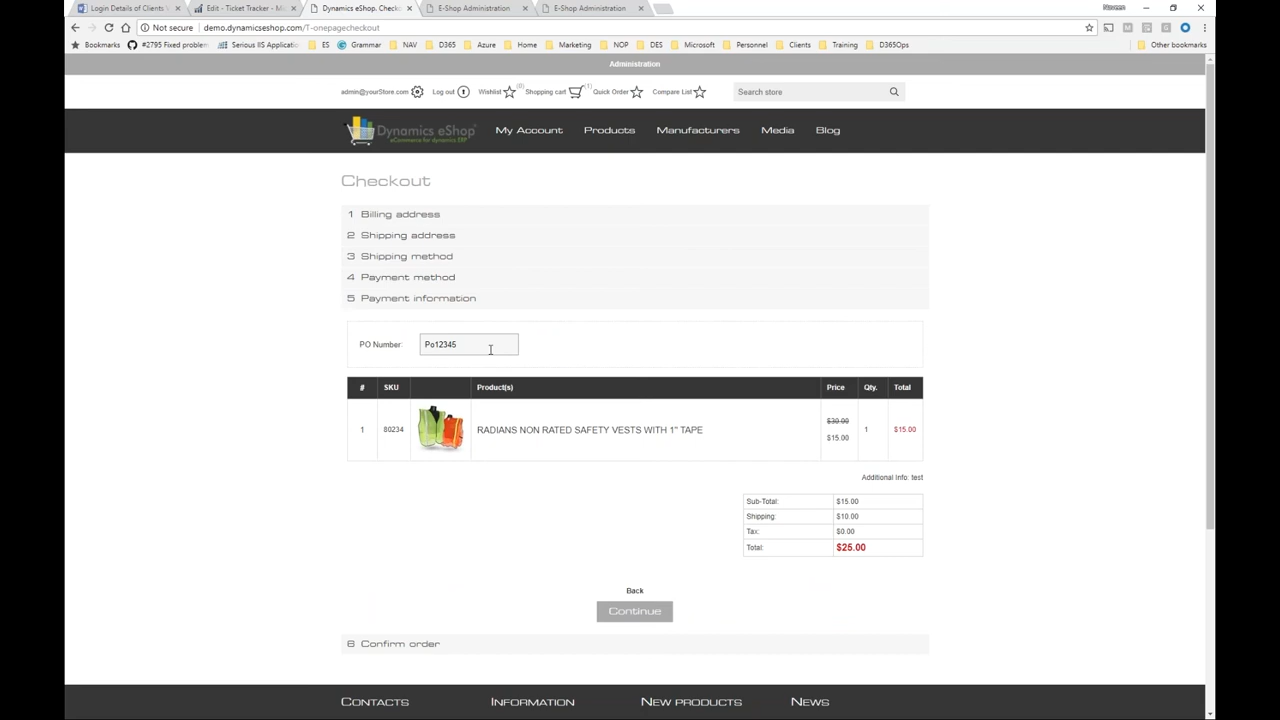 Login Details of Clients
Edit - Ticket Tracker - M
Dynamics eShop. Checko
E-Shop Administration
E-Shop Administration
Not secure
demo.dynamicseshop.com/T-onepagecheckout
Bookmarks
#2795 Fixed problem
Serious IIS Applicatio
ES
Grammar
NAV
D365
Azure
Home
Marketing
NOP
DES
Microsoft
Personnel
Clients
Training
D365Ops
Other bookmarks
Administration
admin@yourStore.com
Log out
Wishlist (0)
Shopping cart (1)
Quick Order
Compare List
Search store
Dynamics eShop
eCommerce for dynamics ERP
My Account
Products
Manufacturers
Media
Blog
Checkout
1 Billing address
2 Shipping address
3 Shipping method
4 Payment method
5 Payment information
PO Number: Po12345
# SKU Product(s) Price Qty. Total
$30.00
1 80234 RADIANS NON RATED SAFETY VESTS WITH 1" TAPE $15.00 1 $15.00
Additional Info: test
Sub-Total: $15.00
Shipping: $10.00
Tax: $0.00
Total: $25.00
Back
Continue
6 Confirm order
Contacts
Information
New products
News